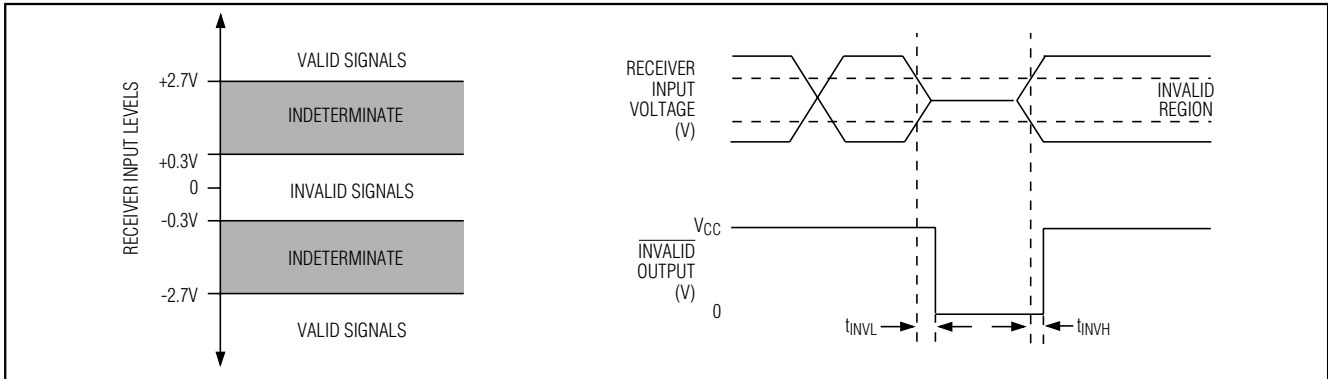 RECEIVER INPUT LEVELS
VALID SIGNALS
+2.7V
INDETERMINATE
+0.3V
0
INVALID SIGNALS
-0.3V
INDETERMINATE
-2.7V
VALID SIGNALS
RECEIVER
INPUT
VOLTAGE
(V)
INVALID
REGION
VCC
INVALID
OUTPUT
(V)
0
tINVL
tINVH